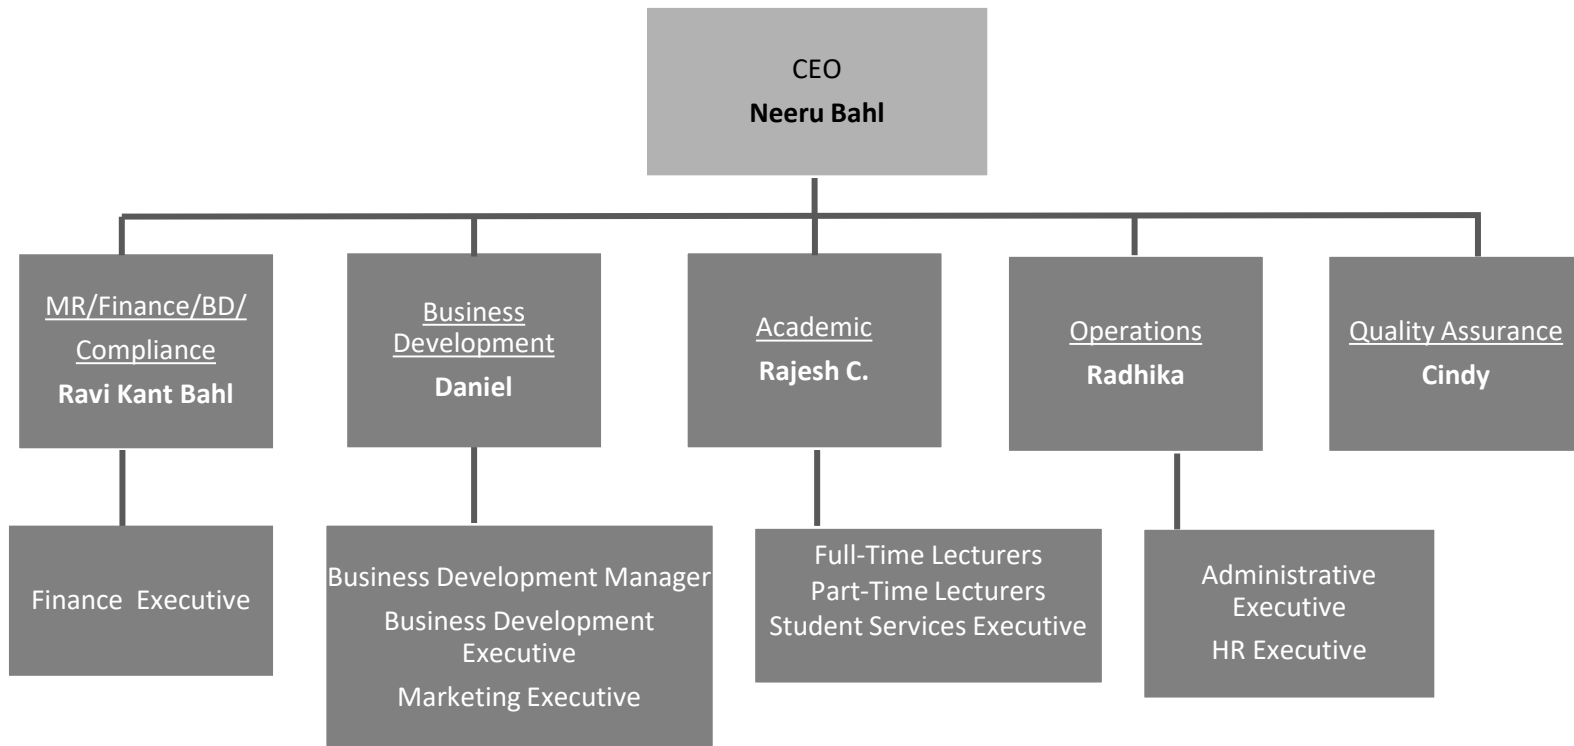 CEO
Neeru Bahl
MR/Finance/BD/
Compliance
Ravi Kant Bahl
Business
Development
Daniel
Academic
Rajesh C.
Operations
Radhika
Quality Assurance
Cindy
Finance Executive
Business Development Manager
Business Development
Executive
Marketing Executive
Full-Time Lecturers
Part-Time Lecturers
Student Services Executive
Administrative
Executive
HR Executive